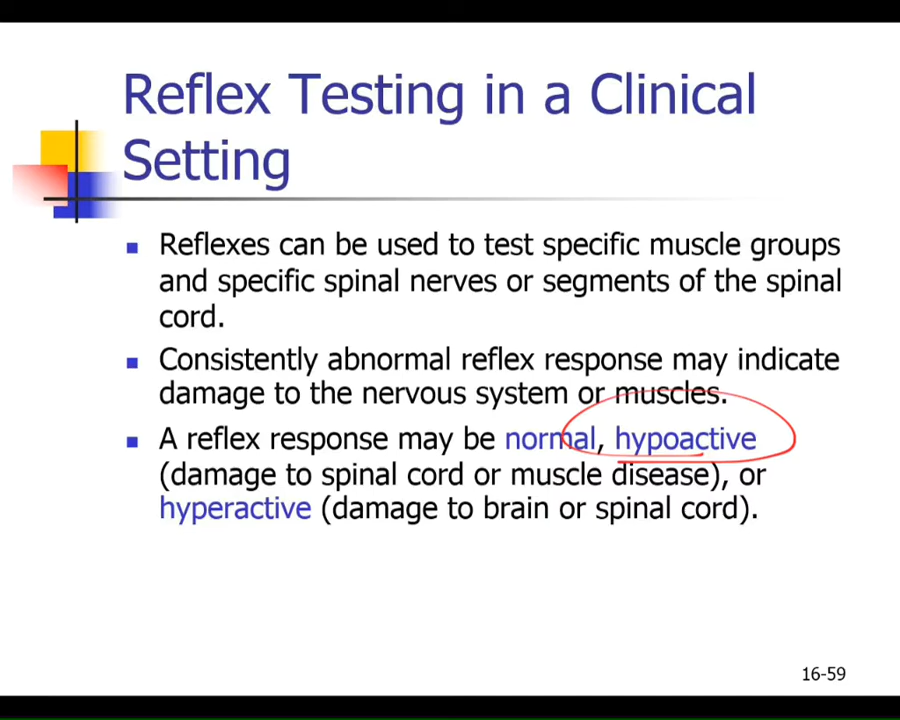 Reflex Testing in a Clinical
Setting
Reflexes can be used to test specific muscle groups
and specific spinal nerves or segments of the spinal
cord.
Consistently abnormal reflex response may indicate
damage to the nervous system or muscles.
A reflex response may be normal, hypoactive
(damage to spinal cord or muscle disease), or
hyperactive (damage to brain or spinal cord).
16-59